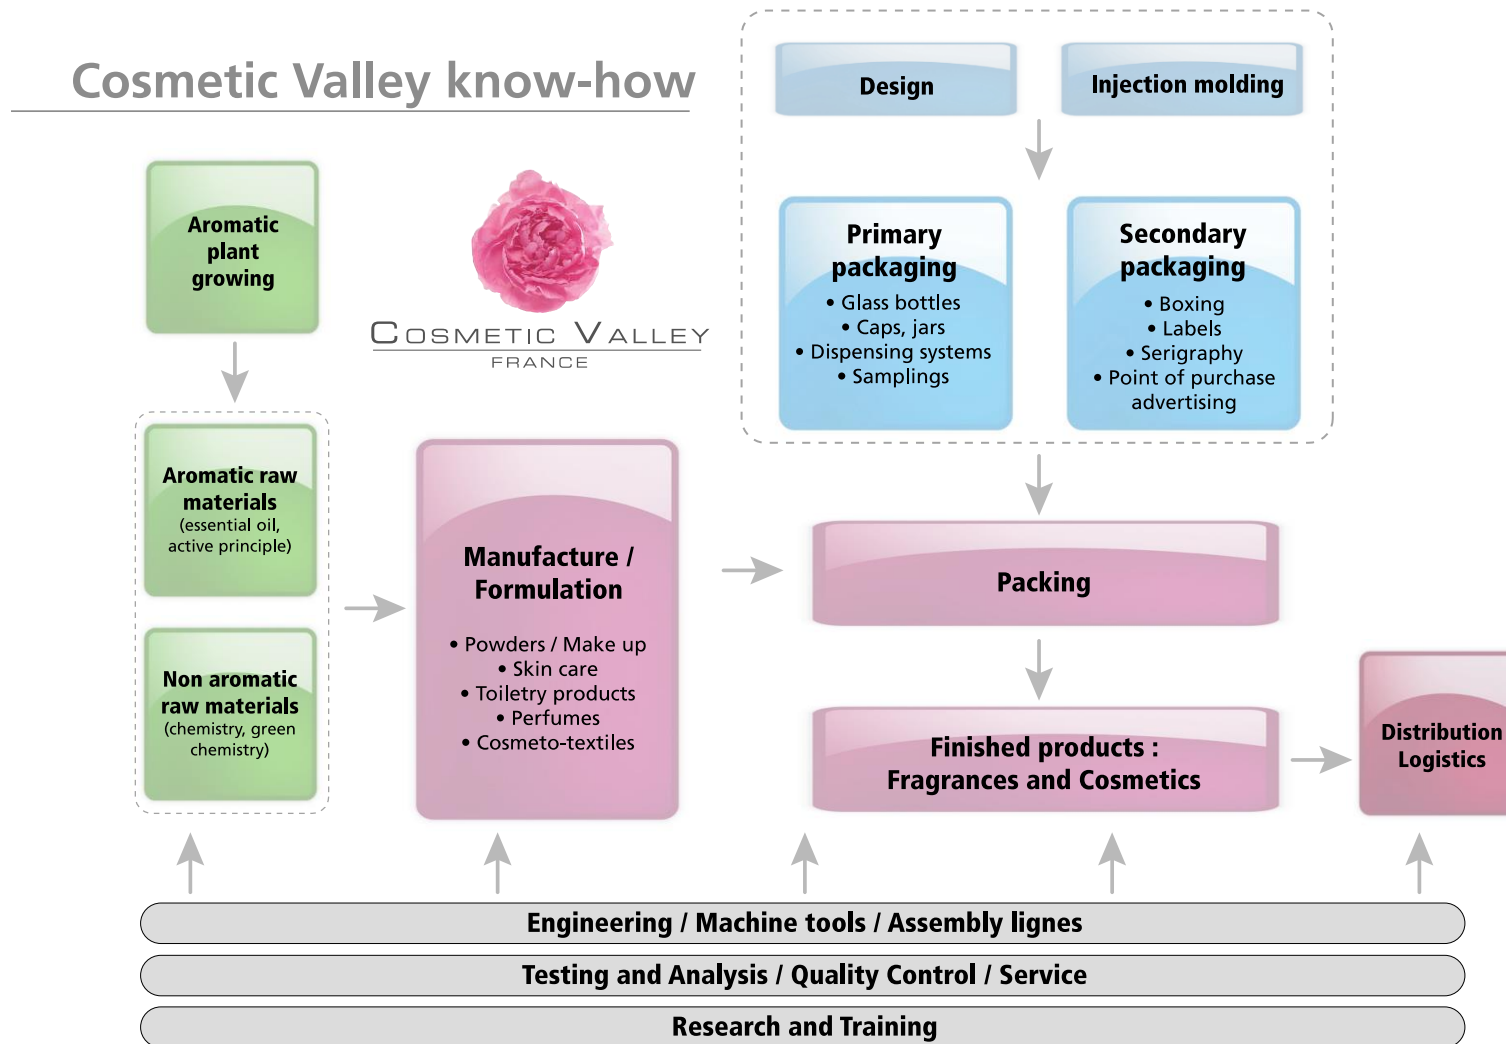 Cosmetic Valley know-how
Design
Injection molding
Aromatic
plant
growing
COSMETIC VALLEY
FRANCE
Primary
packaging
• Glass bottles
• Caps, jars
• Dispensing systems
• Samplings
Secondary
packaging
• Boxing
• Labels
• Serigraphy
• Point of purchase
advertising
Aromatic raw
materials
(essential oil,
active principle)
Non aromatic
raw materials
(chemistry, green
chemistry)
Manufacture /
Formulation
• Powders / Make up
• Skin care
• Toiletry products
• Perfumes
• Cosmeto-textiles
Packing
Finished products :
Fragrances and Cosmetics
Distribution
Logistics
Engineering / Machine tools / Assembly lignes
Testing and Analysis / Quality Control / Service
Research and Training